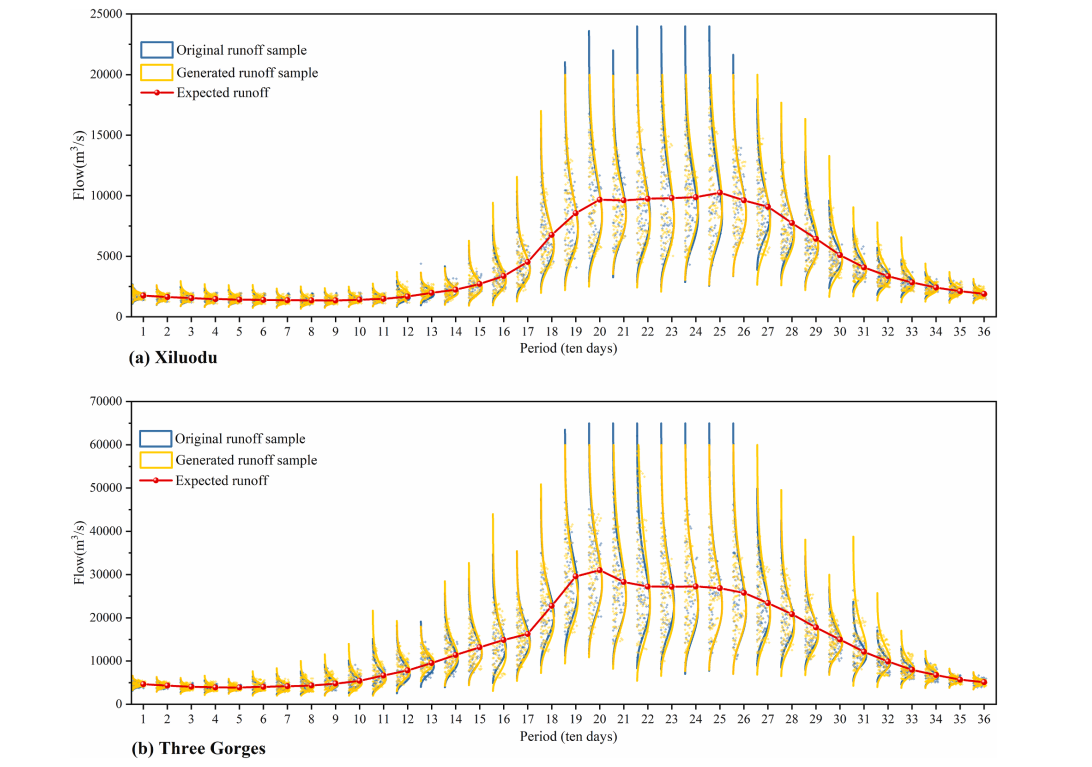 25000
20000
15000
10000
5000
0
Flow(m³/s)
Original runoff sample
Generated runoff sample
Expected runoff
1 2 3 4 5 6 7 8 9 10 11 12 13 14 15 16 17 18 19 20 21 22 23 24 25 26 27 28 29 30 31 32 33 34 35 36
Period (ten days)
(a) Xiluodu
70000
60000
50000
40000
30000
20000
10000
0
Flow(m³/s)
Original runoff sample
Generated runoff sample
Expected runoff
1 2 3 4 5 6 7 8 9 10 11 12 13 14 15 16 17 18 19 20 21 22 23 24 25 26 27 28 29 30 31 32 33 34 35 36
Period (ten days)
(b) Three Gorges